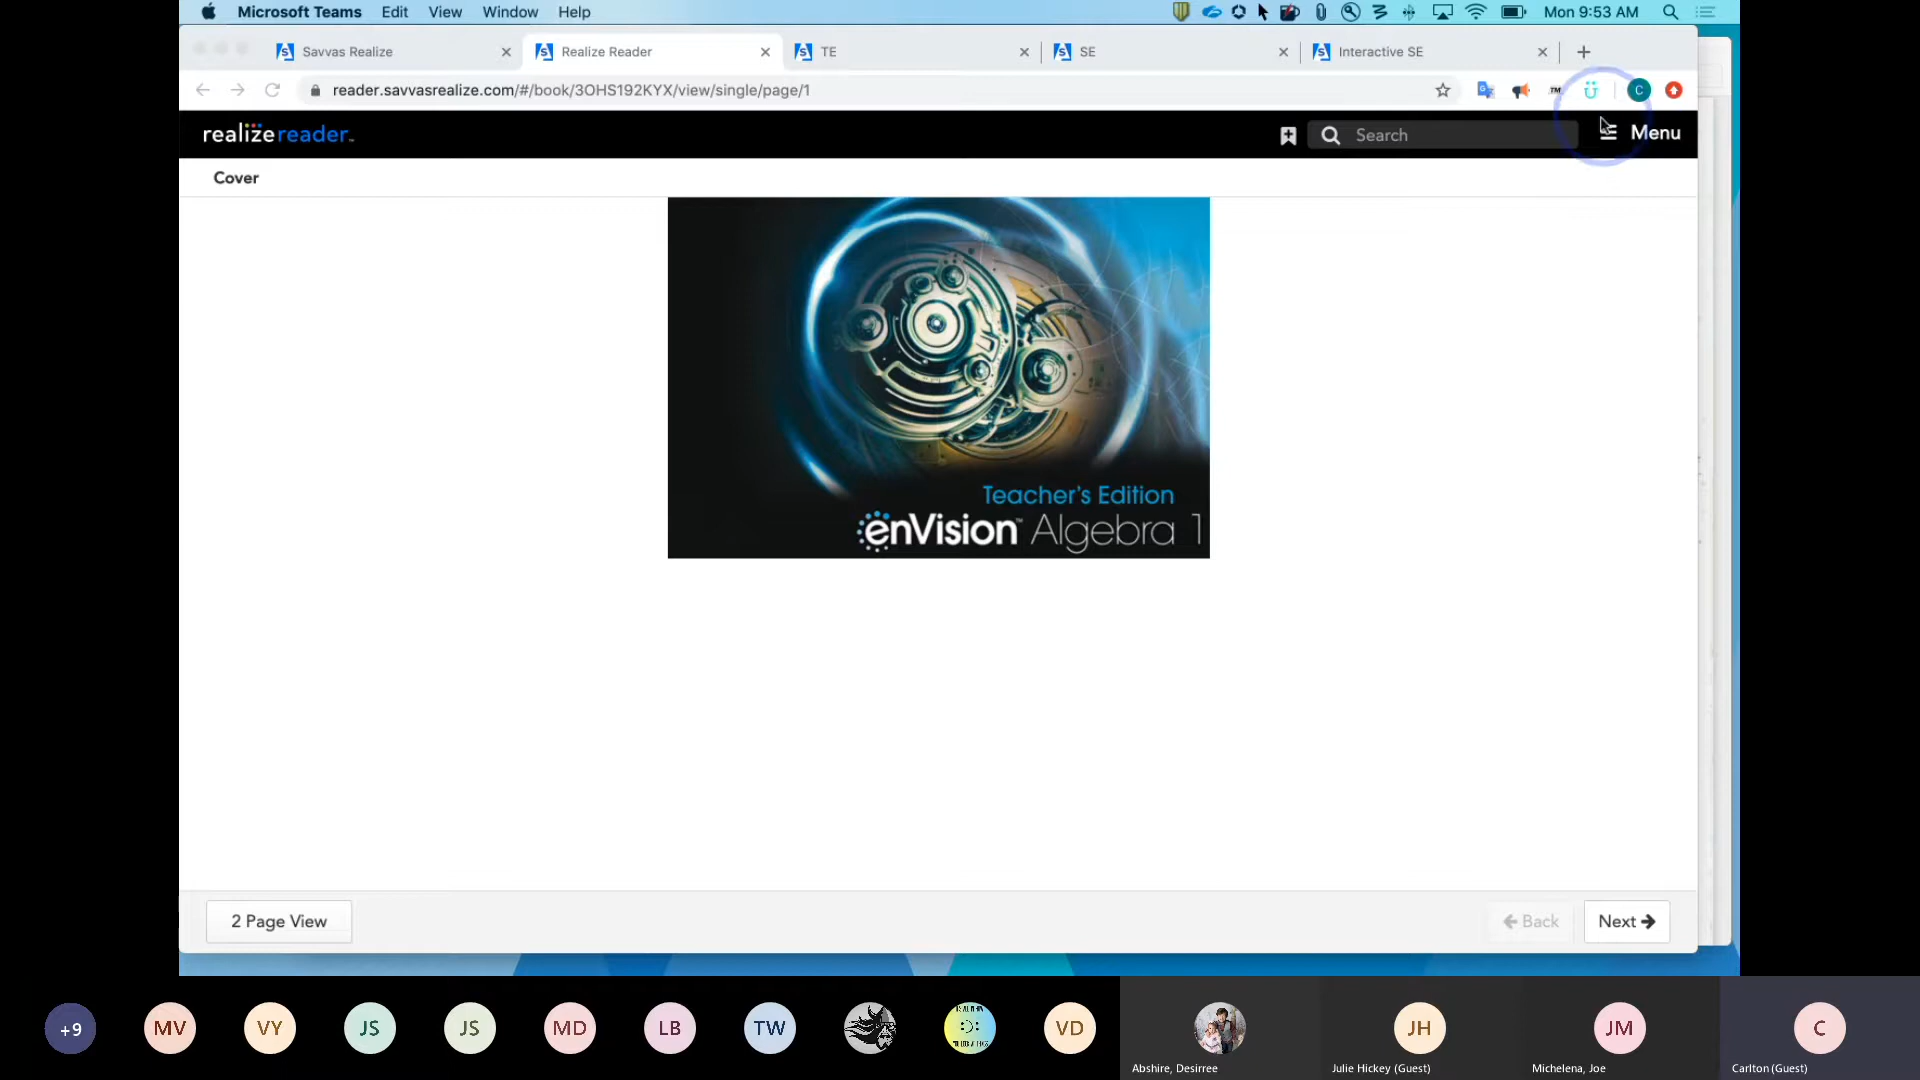 Microsoft Teams Edit View Window Help Mon 9:53 AM
Savvas Realize Realize Reader TE SE Interactive SE
reader.savvasrealize.com/#/book/3OHS192KYX/view/single/page/1 TM C
realizereader™ Search Menu
Cover
Teacher's Edition
enVision™ Algebra 1
2 Page View Back Next
+9 MV VY JS JS MD LB TW VD JH JM C
Abshire, Desirree Julie Hickey (Guest) Michelena, Joe Carlton (Guest)